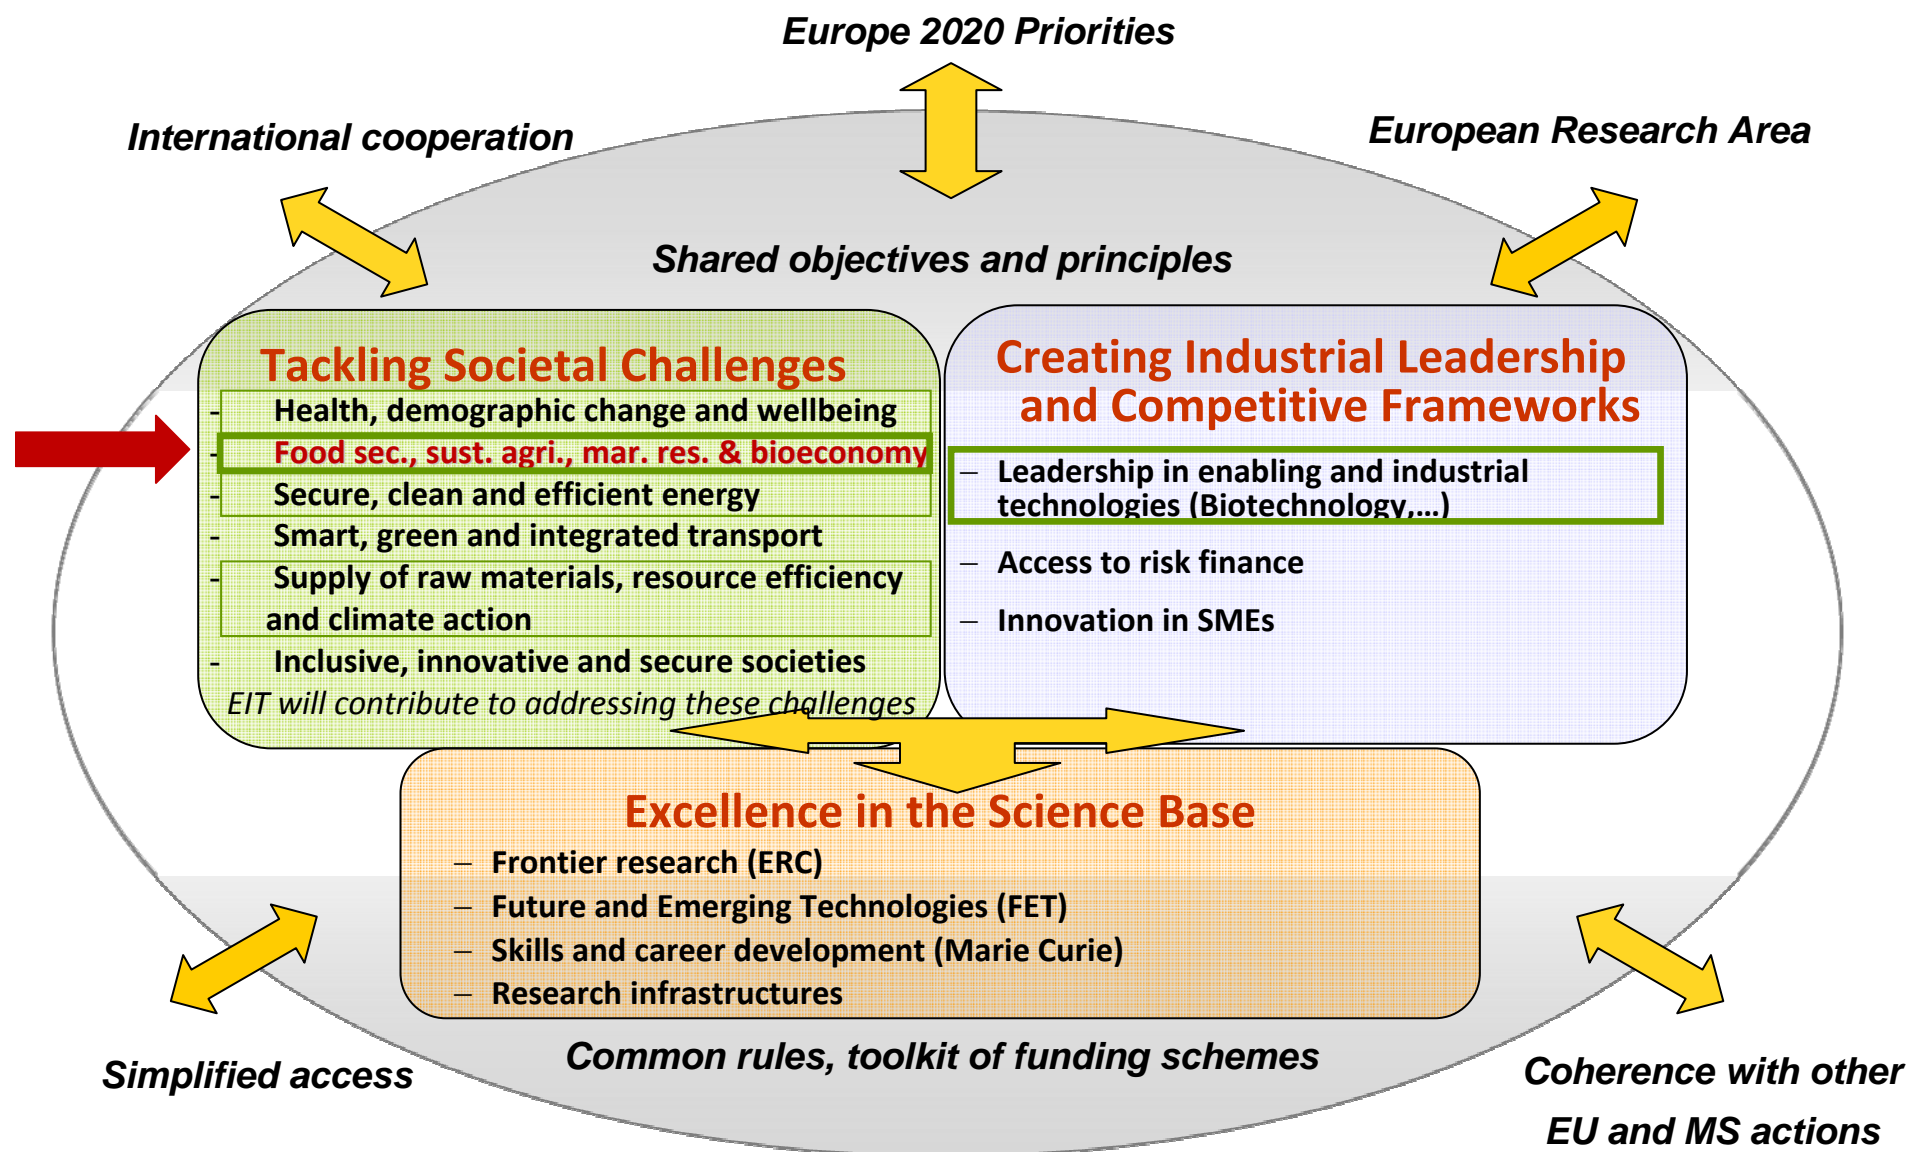 Europe 2020 Priorities
International cooperation
European Research Area
Shared objectives and principles
Tackling Societal Challenges
- Health, demographic change and wellbeing
- Food sec., sust. agri., mar. res. & bioeconomy
- Secure, clean and efficient energy
- Smart, green and integrated transport
- Supply of raw materials, resource efficiency
and climate action
- Inclusive, innovative and secure societies
EIT will contribute to addressing these challenges
Creating Industrial Leadership
and Competitive Frameworks
– Leadership in enabling and industrial
technologies (Biotechnology,…)
– Access to risk finance
– Innovation in SMEs
Excellence in the Science Base
– Frontier research (ERC)
– Future and Emerging Technologies (FET)
– Skills and career development (Marie Curie)
– Research infrastructures
Common rules, toolkit of funding schemes
Simplified access
Coherence with other
EU and MS actions